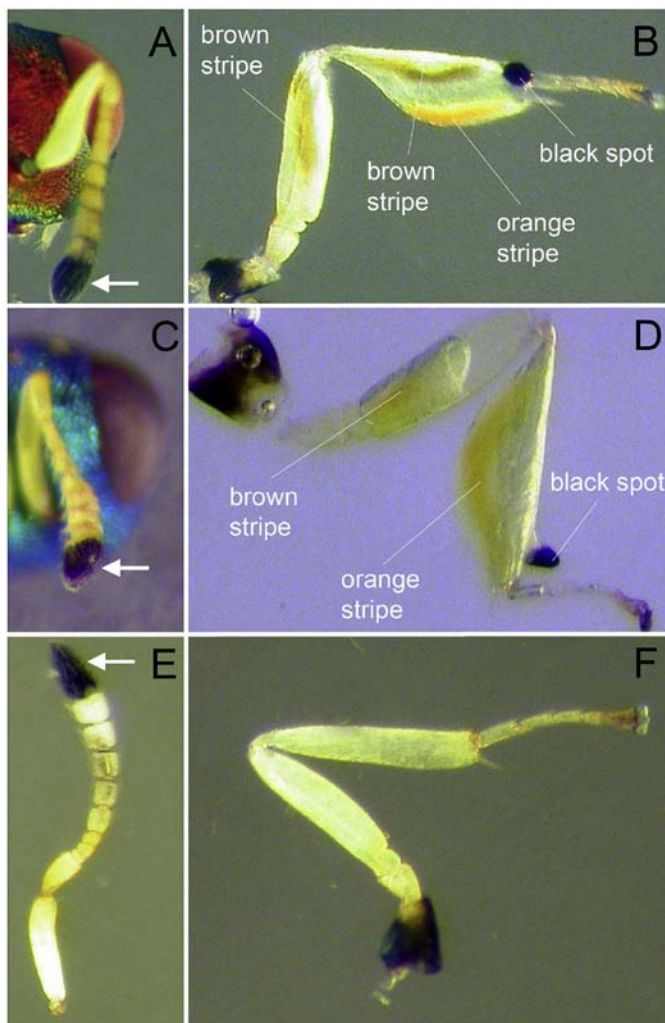 A
B
brown
stripe
brown
stripe
orange
stripe
black spot
C
D
brown
stripe
orange
stripe
black spot
E
F